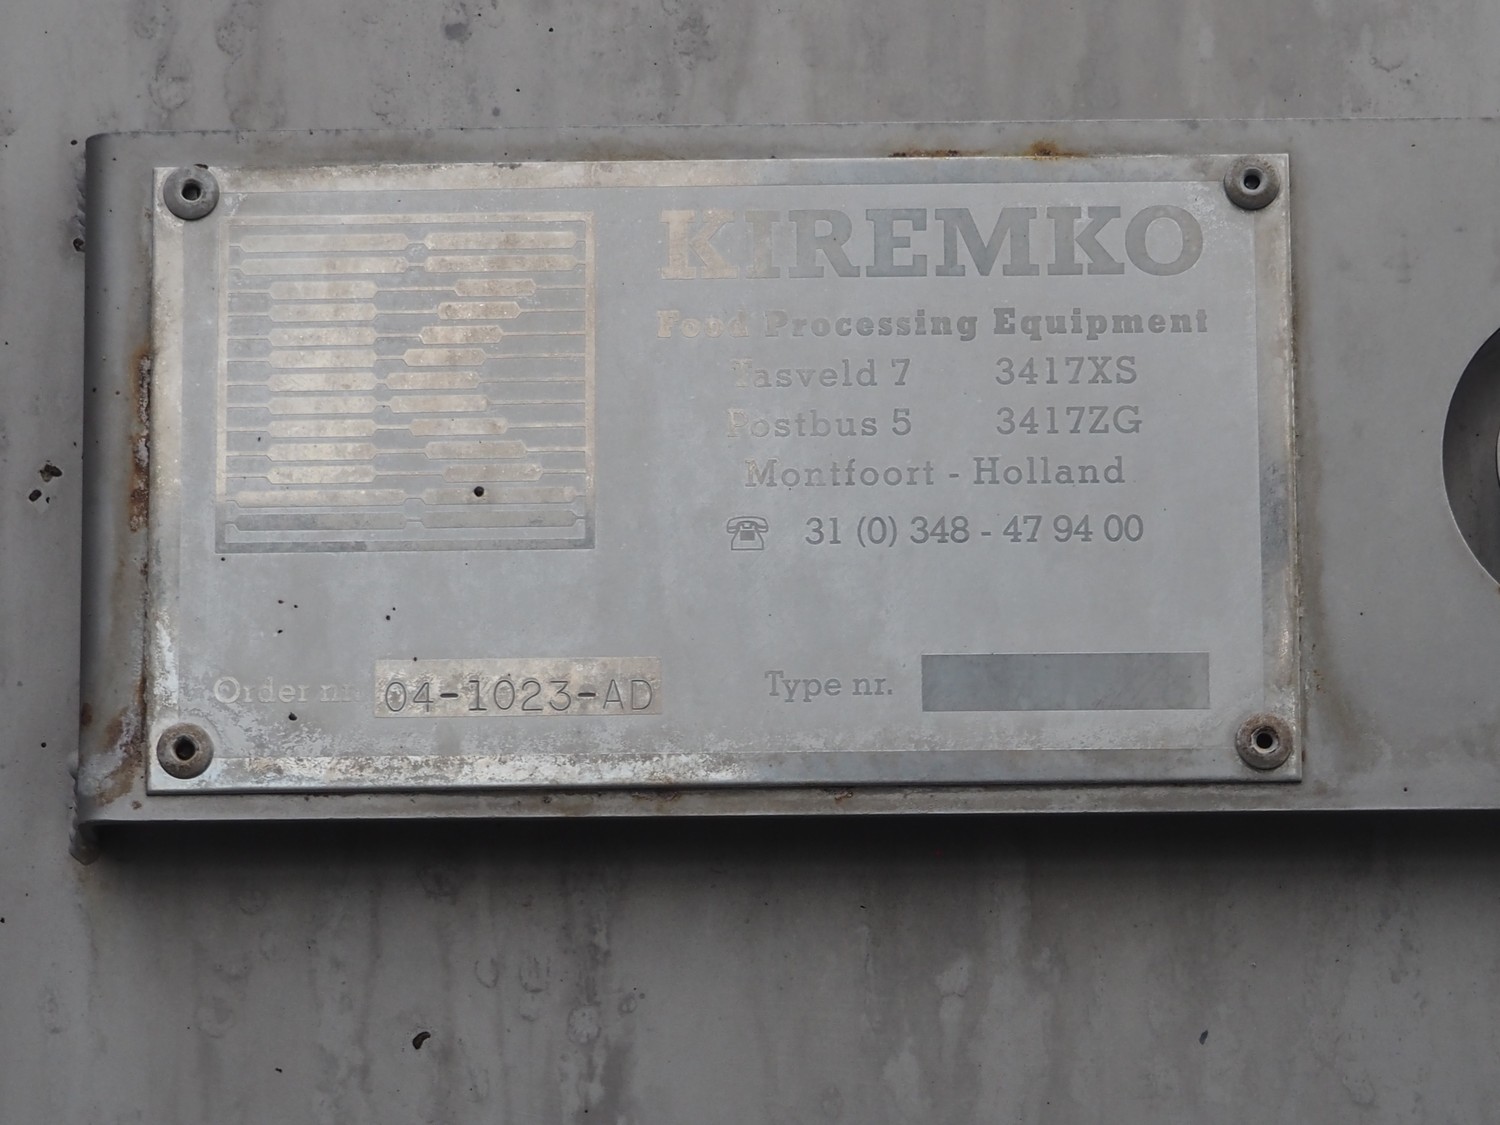 KIREMKO
Food Processing Equipment
Tasveld 7 3417XS
Postbus 5 3417ZG
Montfoort - Holland
31 (0) 348 - 47 94 00
Order nr. 04-1023-AD Type nr.